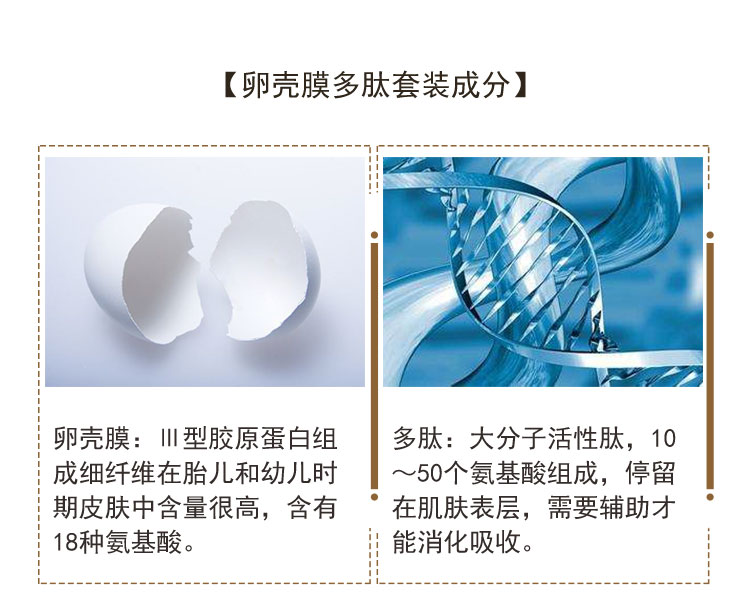 【卵壳膜多肽套装成分】
卵壳膜：Ⅲ型胶原蛋白组
成细纤维在胎儿和幼儿时
期皮肤中含量很高，含有
18种氨基酸。
多肽：大分子活性肽，10
～50个氨基酸组成，停留
在肌肤表层，需要辅助才
能消化吸收。